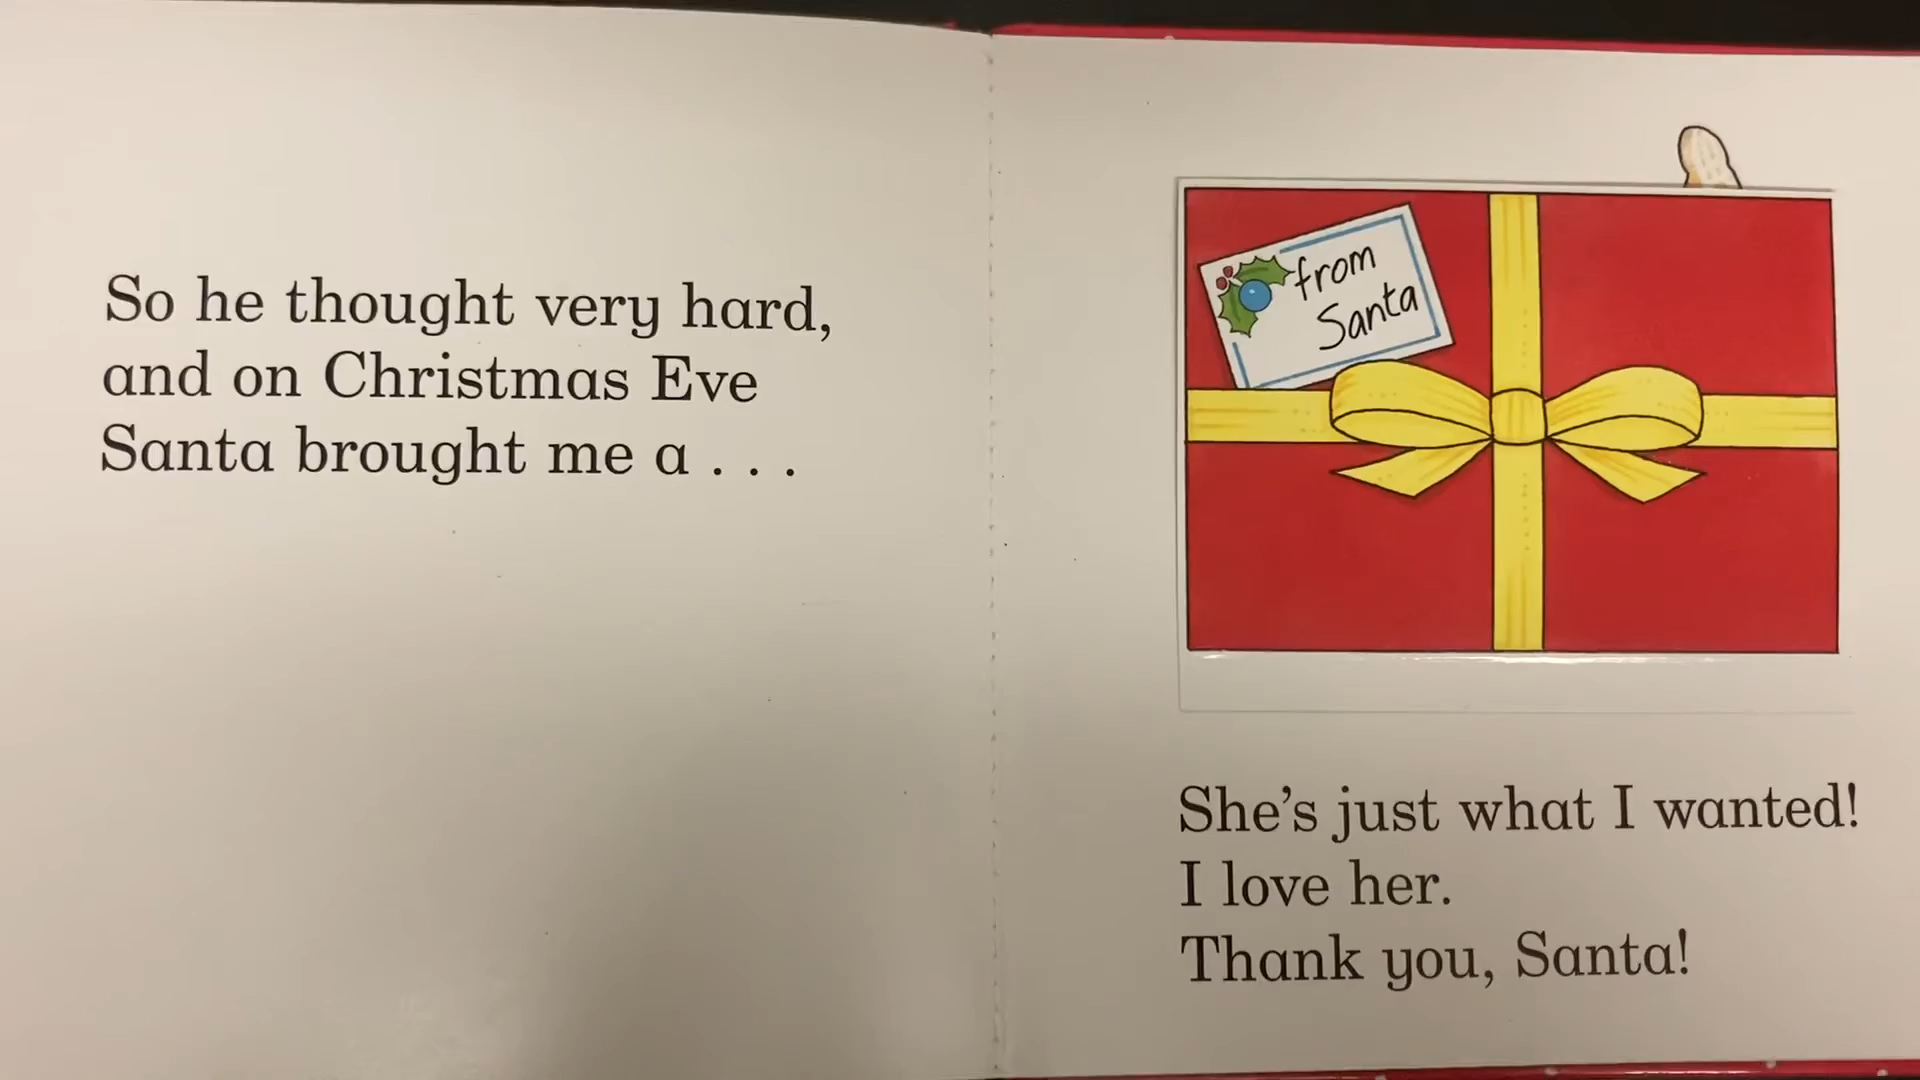 So he thought very hard,
and on Christmas Eve
Santa brought me a . . .
from
Santa
She's just what I wanted!
I love her.
Thank you, Santa!